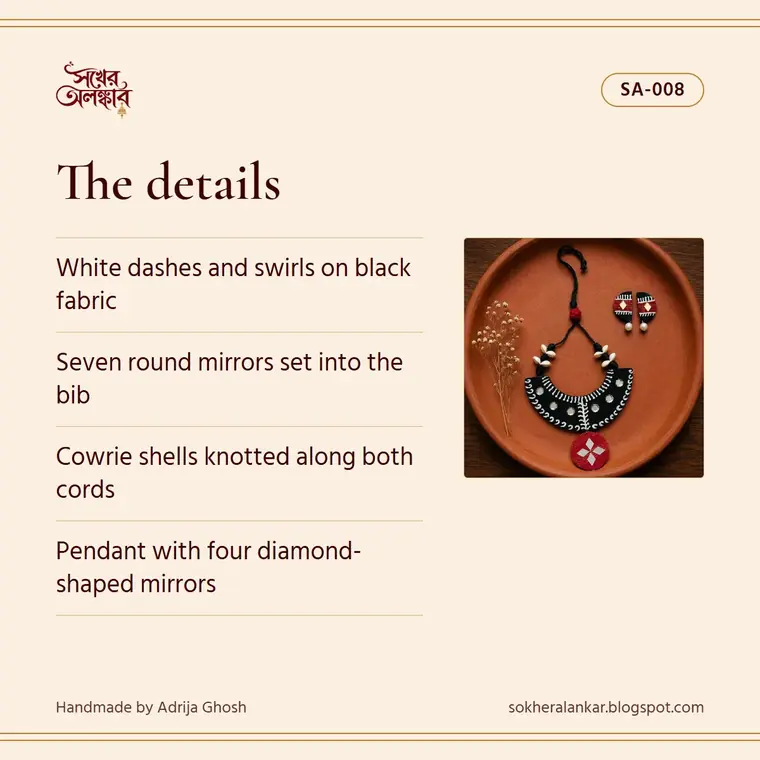 সখের
অলঙ্কার
SA-008
The details
White dashes and swirls on black
fabric
Seven round mirrors set into the
bib
Cowrie shells knotted along both
cords
Pendant with four diamond-
shaped mirrors
Handmade by Adrija Ghosh
sokheralankar.blogspot.com